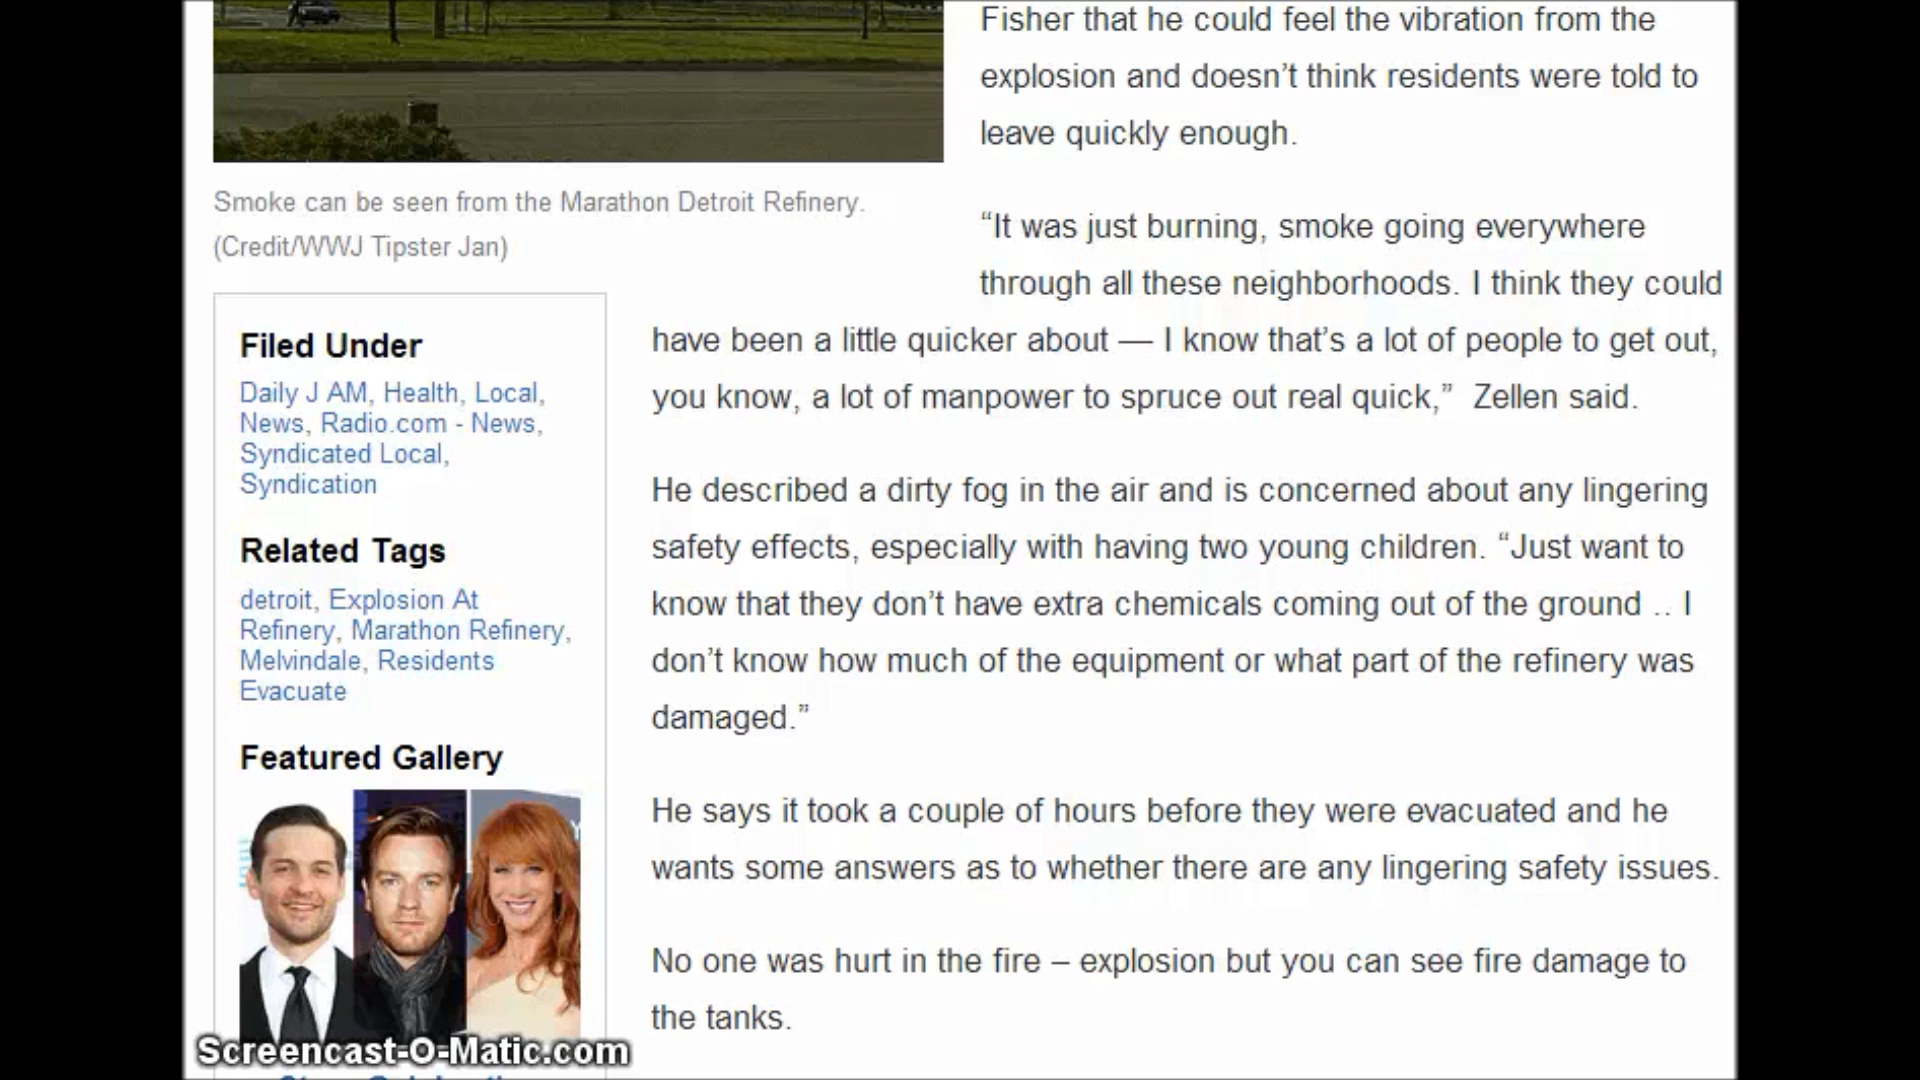 Fisher that he could feel the vibration from the
explosion and doesn’t think residents were told to
leave quickly enough.
Smoke can be seen from the Marathon Detroit Refinery.
(Credit/WWJ Tipster Jan)
“It was just burning, smoke going everywhere
through all these neighborhoods. I think they could
have been a little quicker about — I know that’s a lot of people to get out,
you know, a lot of manpower to spruce out real quick,”  Zellen said.
He described a dirty fog in the air and is concerned about any lingering
safety effects, especially with having two young children. “Just want to
know that they don’t have extra chemicals coming out of the ground .. I
don’t know how much of the equipment or what part of the refinery was
damaged.”
He says it took a couple of hours before they were evacuated and he
wants some answers as to whether there are any lingering safety issues.
No one was hurt in the fire – explosion but you can see fire damage to
the tanks.
Filed Under
Daily J AM, Health, Local,
News, Radio.com - News,
Syndicated Local,
Syndication
Related Tags
detroit, Explosion At
Refinery, Marathon Refinery,
Melvindale, Residents
Evacuate
Featured Gallery
Screencast-O-Matic.com